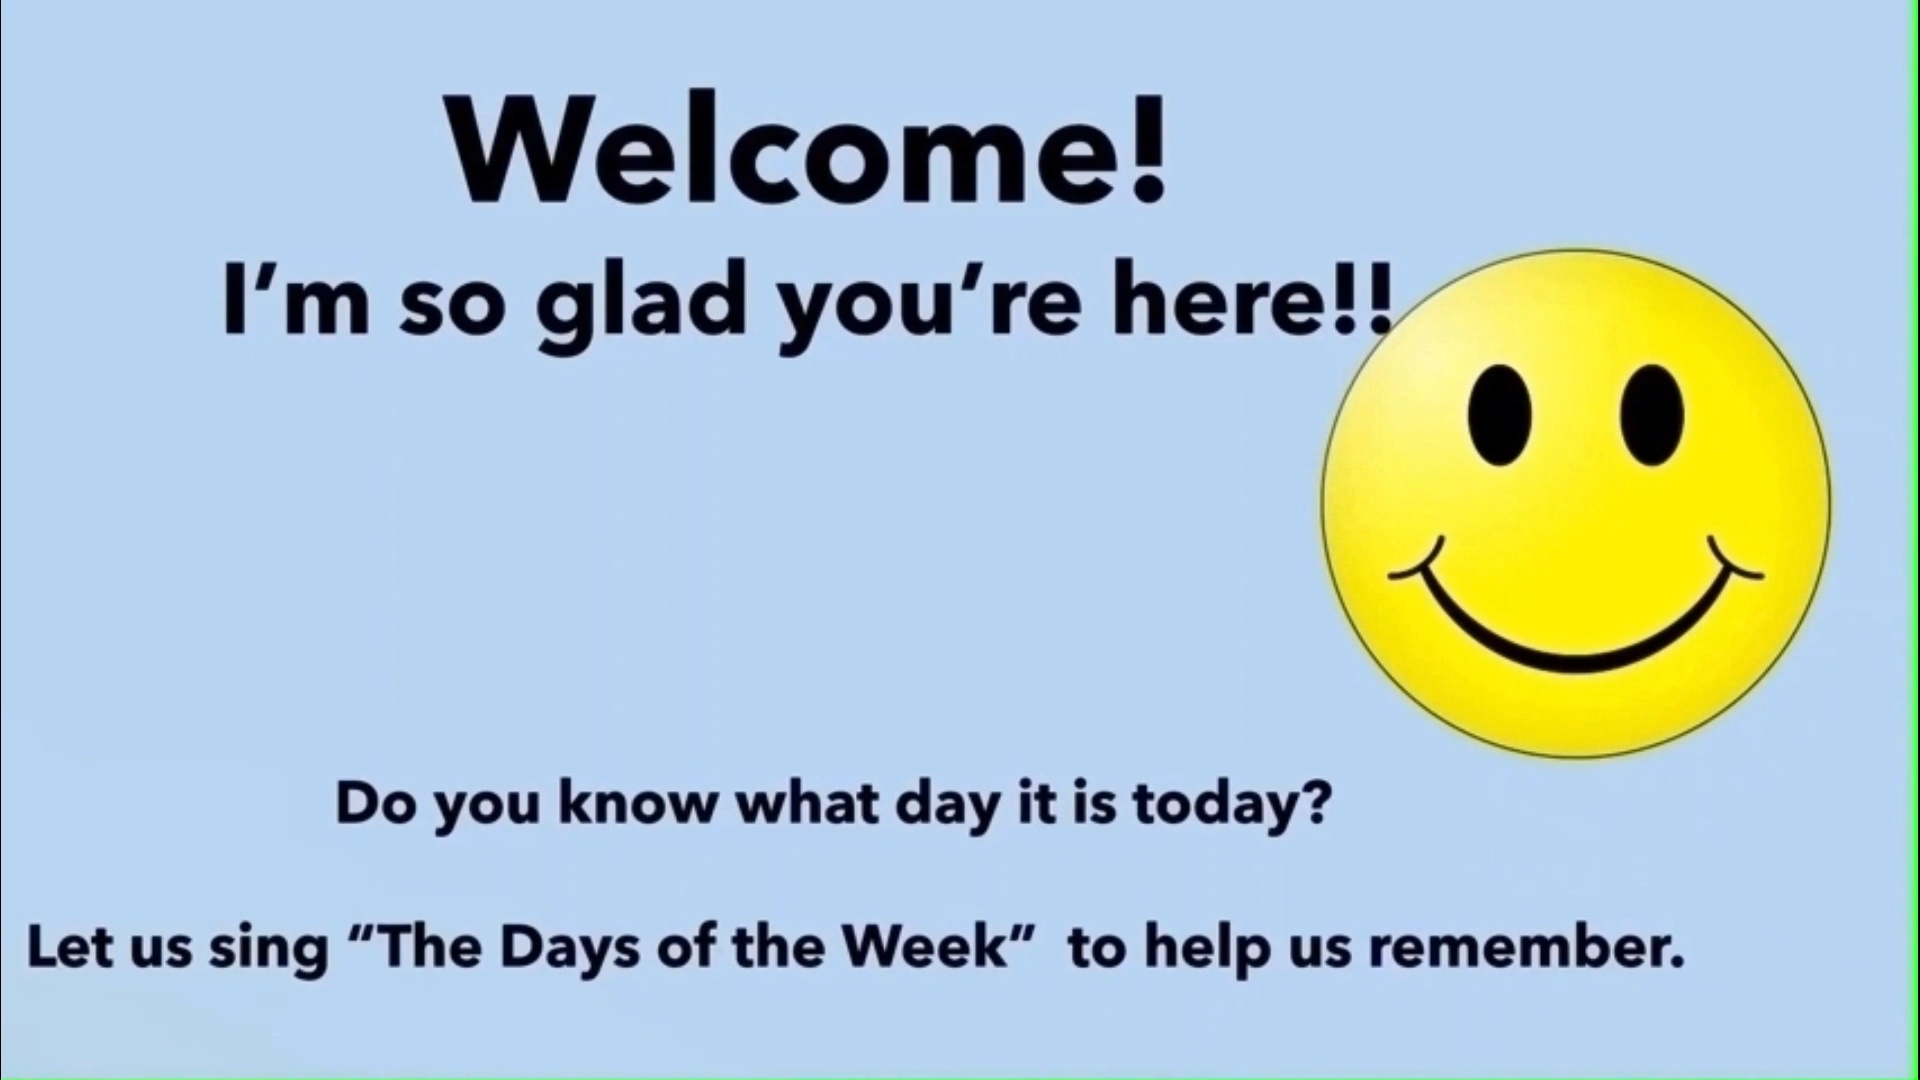 Welcome!
I’m so glad you’re here!!
Do you know what day it is today?
Let us sing “The Days of the Week”  to help us remember.